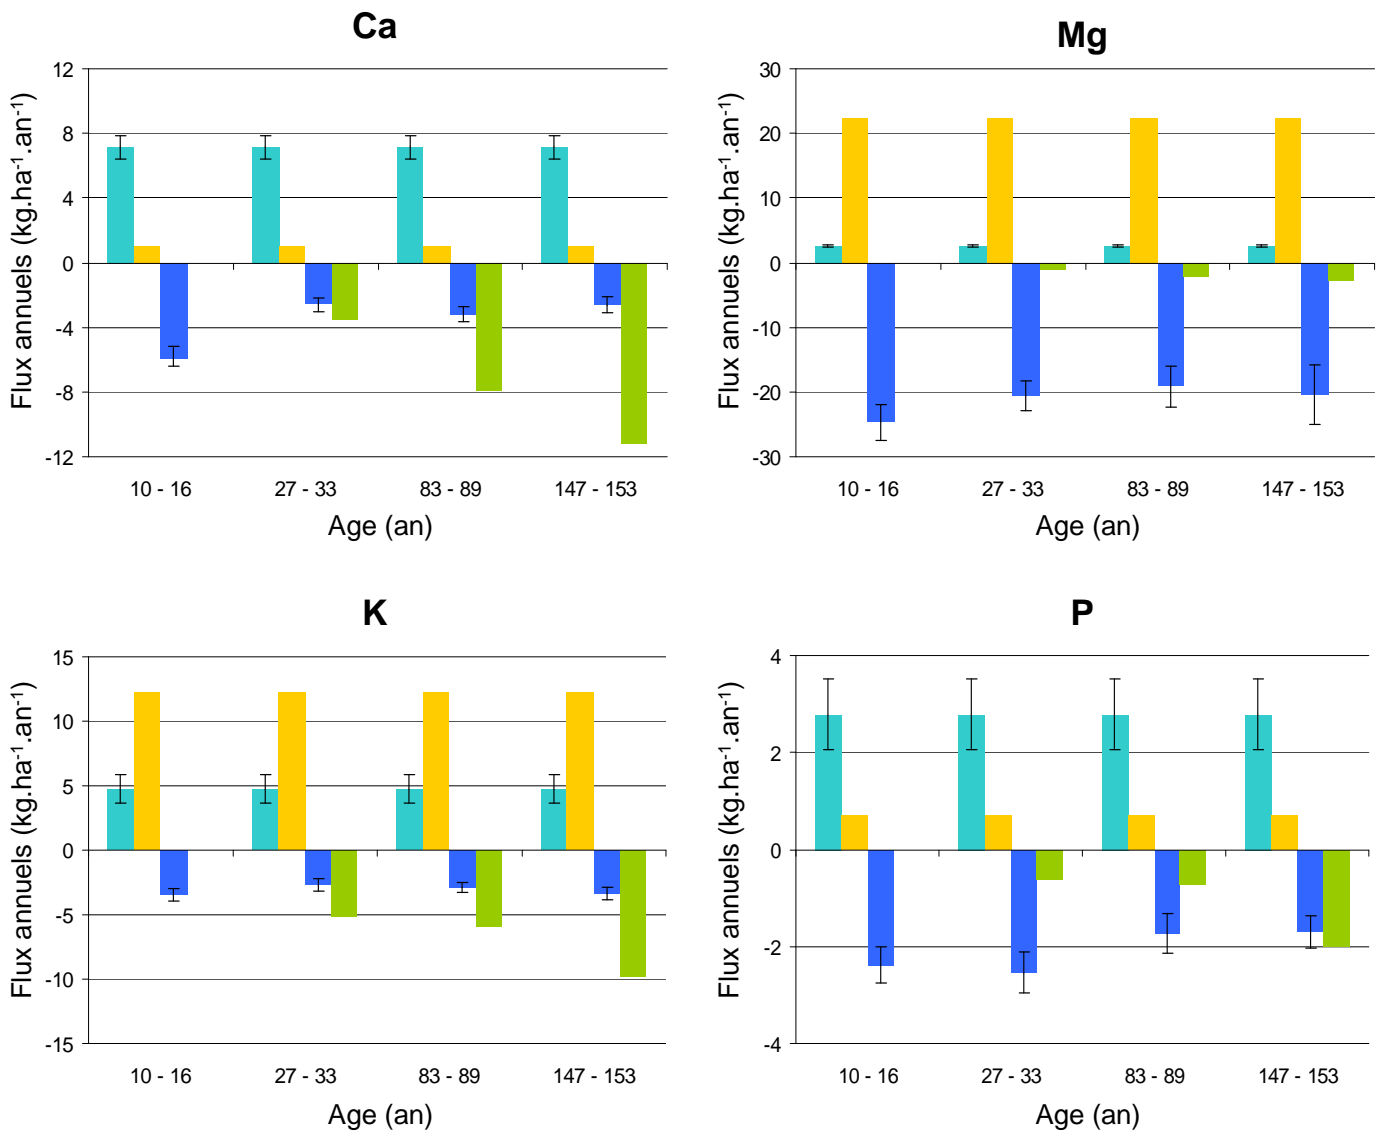 Ca
Flux annuels (kg.ha⁻¹.an⁻¹)
12
8
4
0
-4
-8
-12
10 - 16 27 - 33 83 - 89 147 - 153
Age (an)
Mg
Flux annuels (kg.ha⁻¹.an⁻¹)
30
20
10
0
-10
-20
-30
10 - 16 27 - 33 83 - 89 147 - 153
Age (an)
K
Flux annuels (kg.ha⁻¹.an⁻¹)
15
10
5
0
-5
-10
-15
10 - 16 27 - 33 83 - 89 147 - 153
Age (an)
P
Flux annuels (kg.ha⁻¹.an⁻¹)
4
2
0
-2
-4
10 - 16 27 - 33 83 - 89 147 - 153
Age (an)